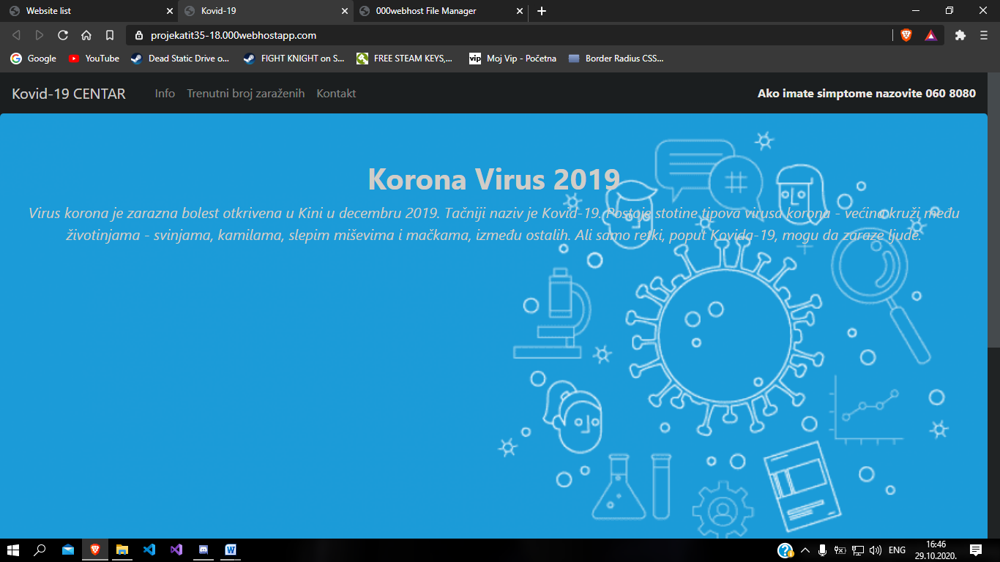 Website list
Kovid-19
000webhost File Manager
projekatit35-18.000webhostapp.com
Google
YouTube
Dead Static Drive o...
FIGHT KNIGHT on S...
FREE STEAM KEYS,...
vip
Moj Vip - Početna
Border Radius CSS...
Kovid-19 CENTAR
Info
Trenutni broj zaraženih
Kontakt
Ako imate simptome nazovite 060 8080
#
Korona Virus 2019
Virus korona je zarazna bolest otkrivena u Kini u decembru 2019. Tačniji naziv je Kovid-19. Postoje stotine tipova virusa korona - većina kruži među
životinjama - svinjama, kamilama, slepim miševima i mačkama, između ostalih. Ali samo retki, poput Kovida-19, mogu da zaraze ljude.
ENG
16:46
29.10.2020.